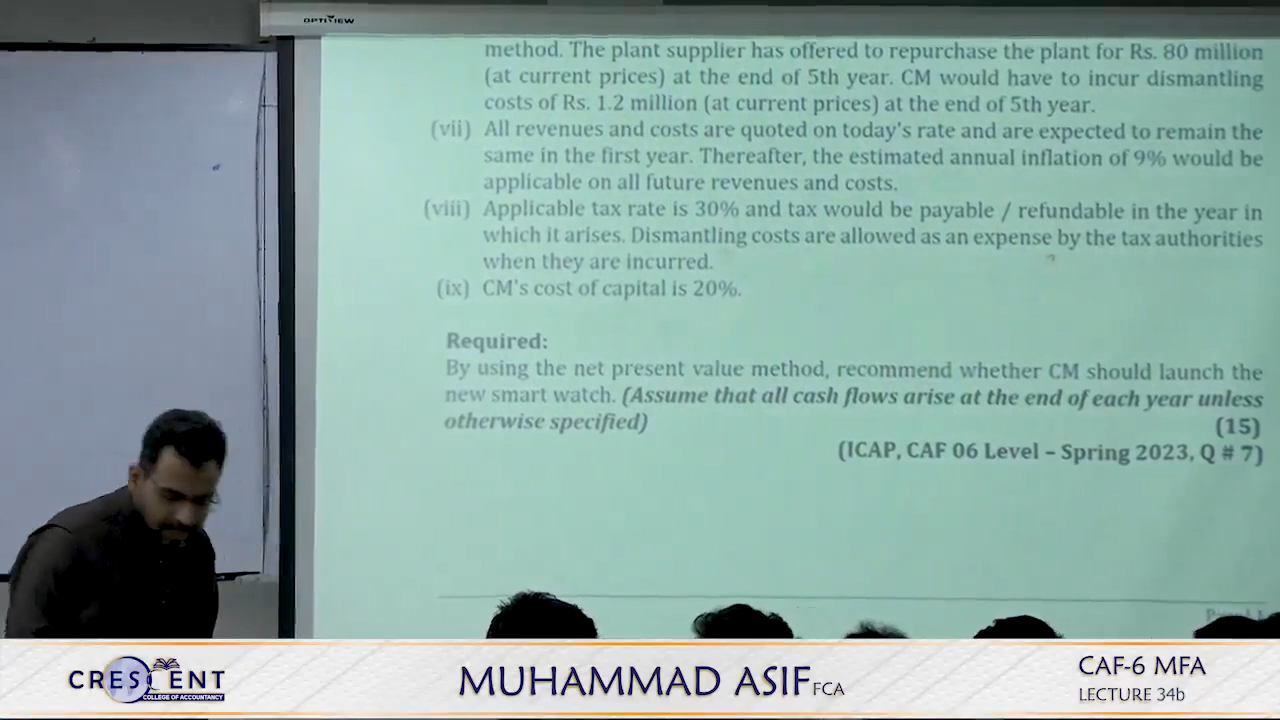 OPTIVIEW
method. The plant supplier has offered to repurchase the plant for Rs. 80 million
(at current prices) at the end of 5th year. CM would have to incur dismantling
costs of Rs. 1.2 million (at current prices) at the end of 5th year.
(vii) All revenues and costs are quoted on today's rate and are expected to remain the
same in the first year. Thereafter, the estimated annual inflation of 9% would be
applicable on all future revenues and costs.
(viii) Applicable tax rate is 30% and tax would be payable / refundable in the year in
which it arises. Dismantling costs are allowed as an expense by the tax authorities
when they are incurred.
(ix) CM's cost of capital is 20%.
Required:
By using the net present value method, recommend whether CM should launch the
new smart watch. (Assume that all cash flows arise at the end of each year unless
otherwise specified)
(15)
(ICAP, CAF 06 Level – Spring 2023, Q # 7)
CRESCENT
COLLEGE OF ACCOUNTANCY
MUHAMMAD ASIF FCA
CAF-6 MFA
LECTURE 34b